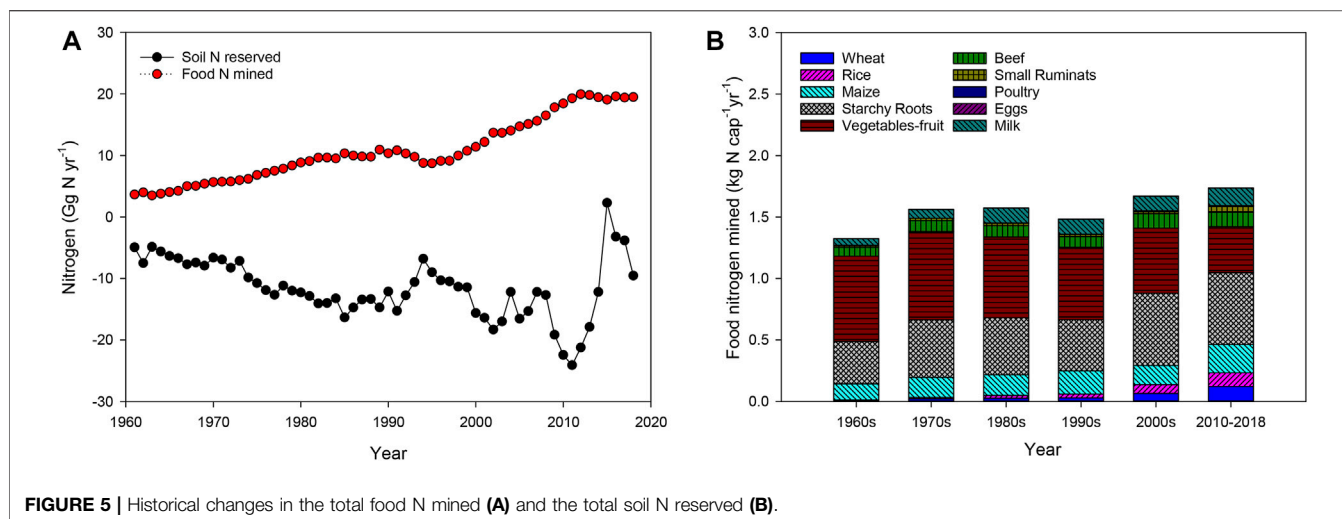 A
Soil N reserved
Food N mined
30
20
10
0
-10
-20
-30
Nitrogen (Gg N yr⁻¹)
1960 1970 1980 1990 2000 2010 2020
Year
B
Wheat
Rice
Maize
Starchy Roots
Vegetables-fruit
Beef
Small Ruminats
Poultry
Eggs
Milk
3.0
2.5
2.0
1.5
1.0
0.5
0.0
Food nitrogen mined (kg N cap⁻¹yr⁻¹)
1960s 1970s 1980s 1990s 2000s 2010-2018
Year
FIGURE 5 | Historical changes in the total food N mined (A) and the total soil N reserved (B).